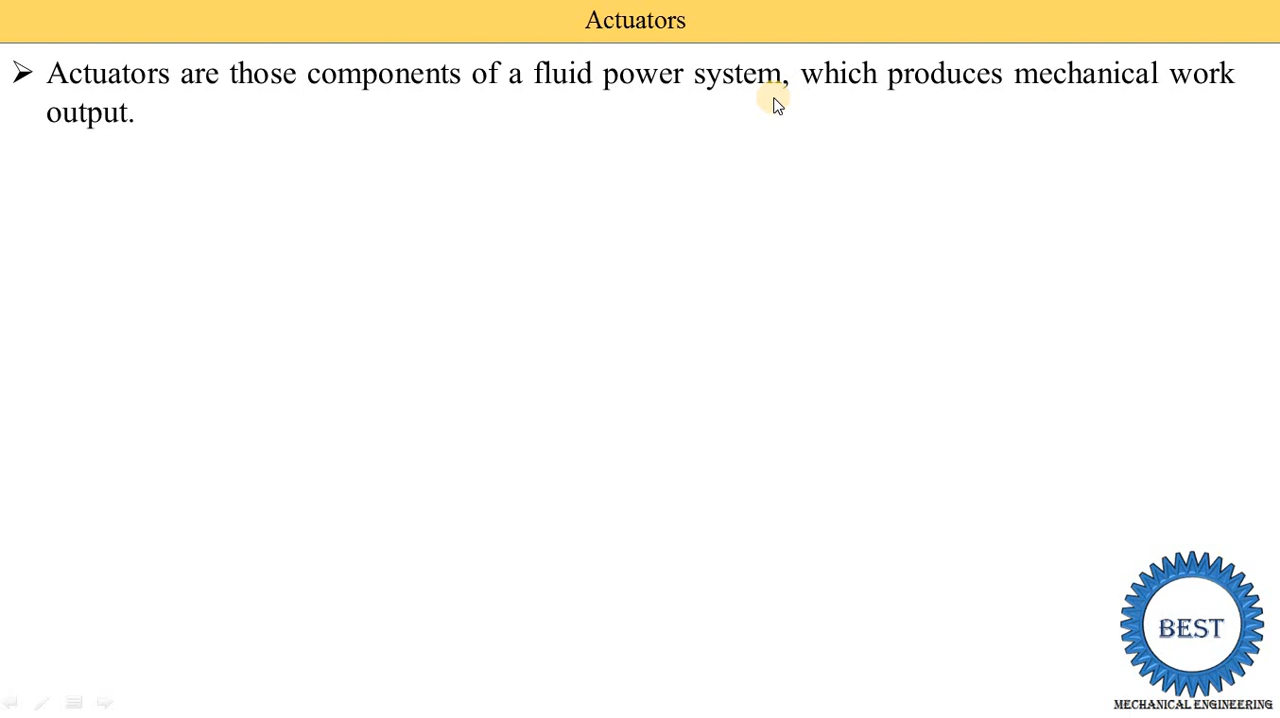 Actuators
➢ Actuators are those components of a fluid power system, which produces mechanical work
output.
BEST
MECHANICAL ENGINEERING